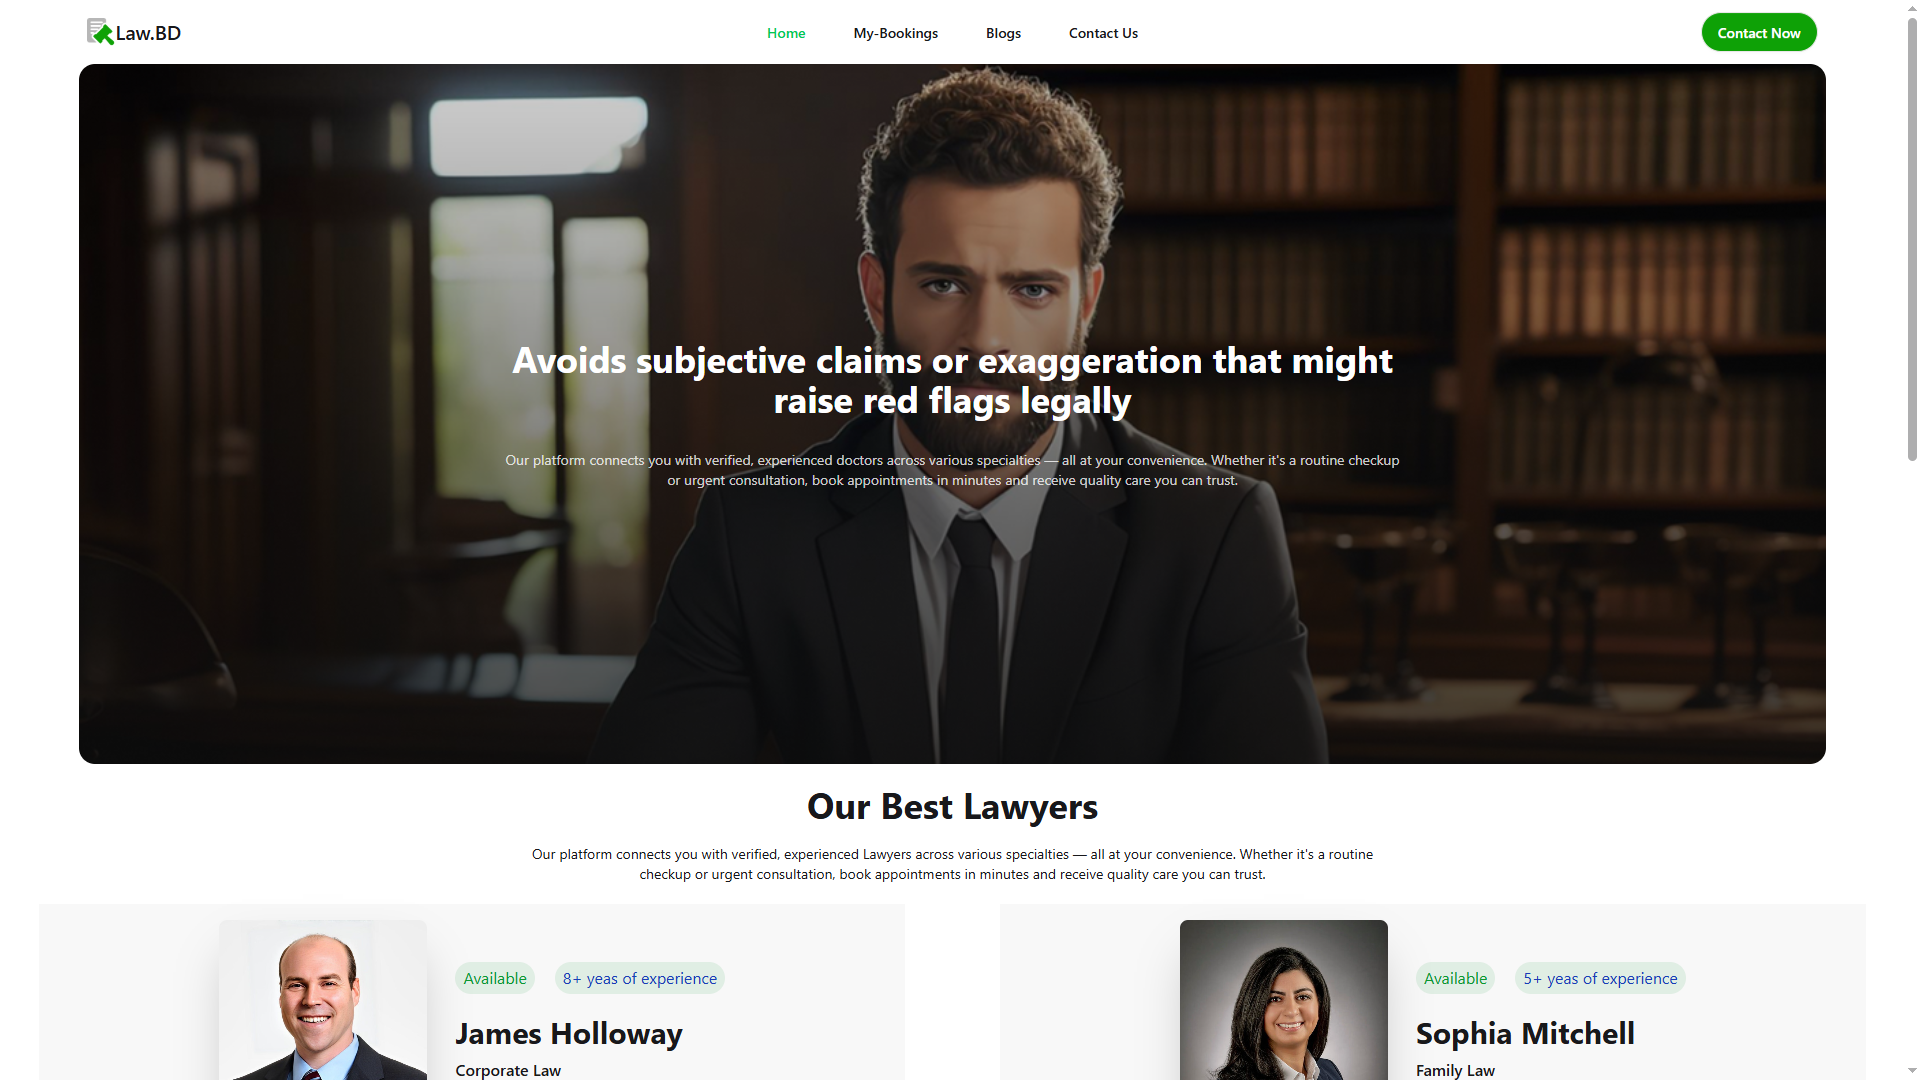 Law.BD
Home
My-Bookings
Blogs
Contact Us
Contact Now
Avoids subjective claims or exaggeration that might
raise red flags legally
Our platform connects you with verified, experienced doctors across various specialties — all at your convenience. Whether it's a routine checkup
or urgent consultation, book appointments in minutes and receive quality care you can trust.
Our Best Lawyers
Our platform connects you with verified, experienced Lawyers across various specialties — all at your convenience. Whether it's a routine
checkup or urgent consultation, book appointments in minutes and receive quality care you can trust.
Available
8+ yeas of experience
James Holloway
Corporate Law
Available
5+ yeas of experience
Sophia Mitchell
Family Law